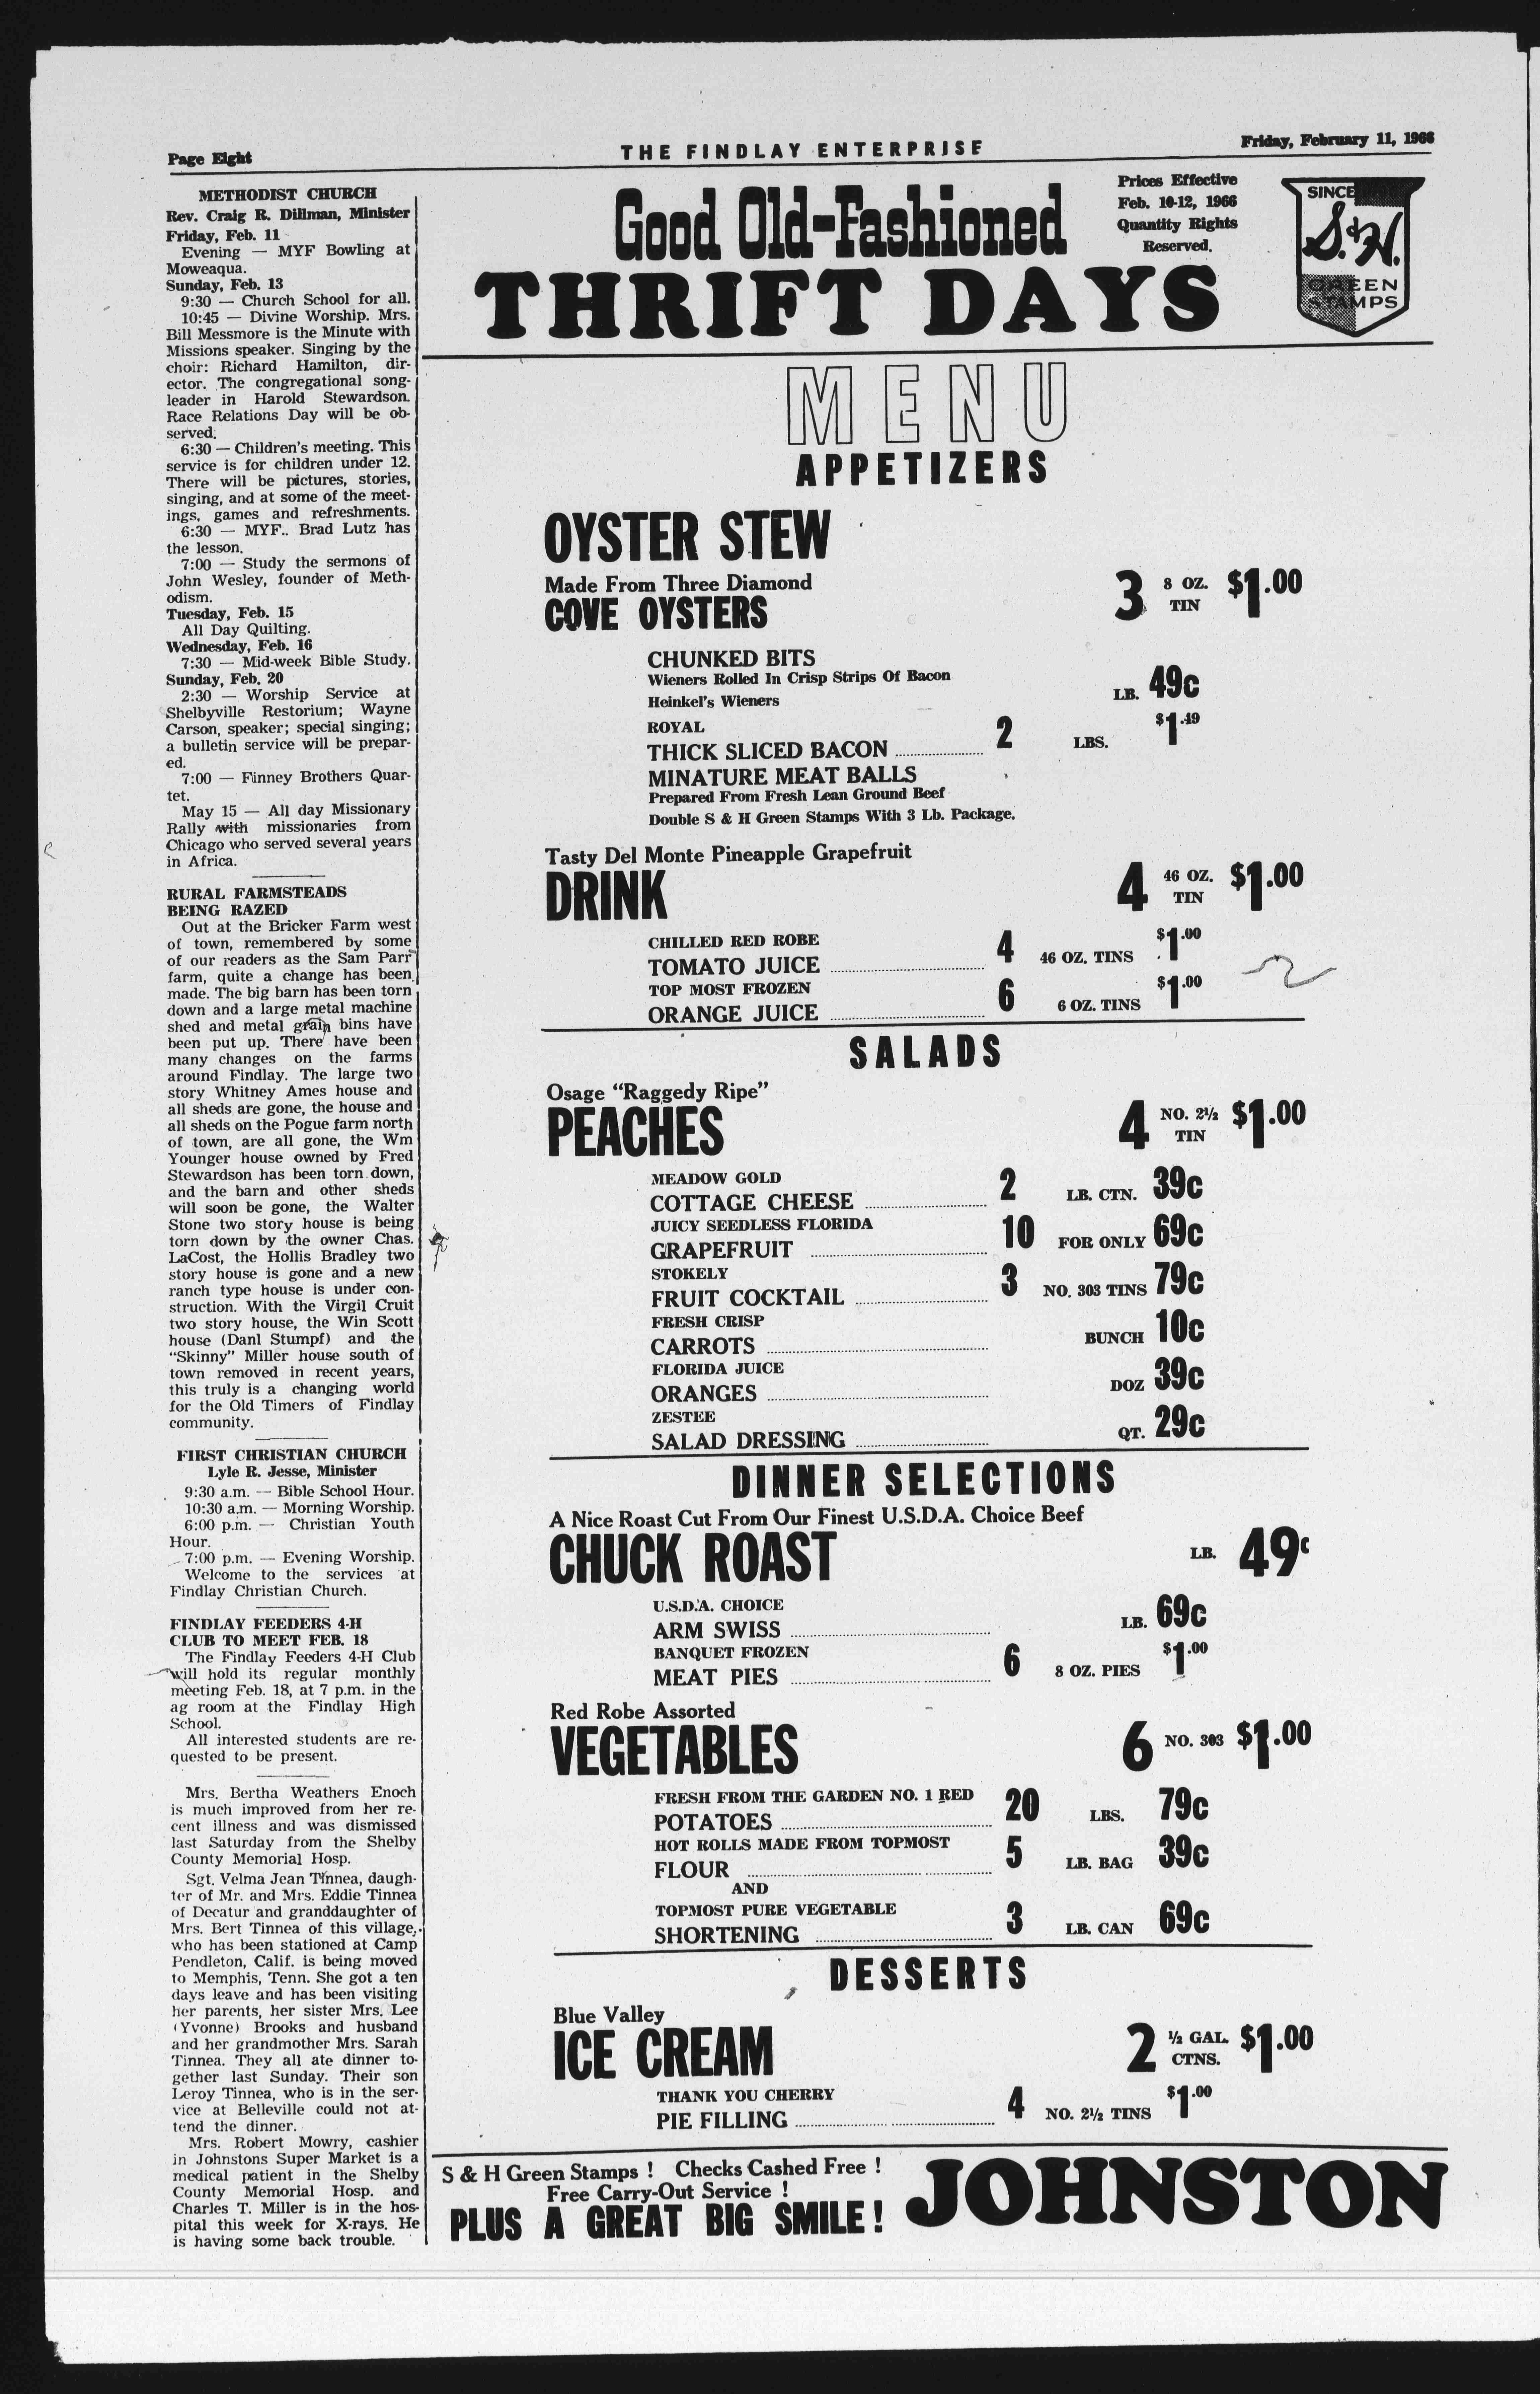 Page Eight
THE FINDLAY ENTERPRISE
Friday, February 11, 1966
METHODIST CHURCH
Rev. Craig R. Dillman, Minister
Friday, Feb. 11
Evening — MYF Bowling at
Moweaqua.
Sunday, Feb. 13
9:30 — Church School for all.
10:45 — Divine Worship. Mrs.
Bill Messmore is the Minute with
Missions speaker. Singing by the
choir: Richard Hamilton, dir-
ector. The congregational song-
leader in Harold Stewardson.
Race Relations Day will be ob-
served.
6:30 — Children's meeting. This
service is for children under 12.
There will be pictures, stories,
singing, and at some of the meet-
ings, games and refreshments.
6:30 — MYF.. Brad Lutz has
the lesson.
7:00 — Study the sermons of
John Wesley, founder of Meth-
odism.
Tuesday, Feb. 15
All Day Quilting.
Wednesday, Feb. 16
7:30 — Mid-week Bible Study.
Sunday, Feb. 20
2:30 — Worship Service at
Shelbyville Restorium; Wayne
Carson, speaker; special singing;
a bulletin service will be prepar-
ed.
7:00 — Finney Brothers Quar-
tet.
May 15 — All day Missionary
Rally with missionaries from
Chicago who served several years
in Africa.
RURAL FARMSTEADS
BEING RAZED
Out at the Bricker Farm west
of town, remembered by some
of our readers as the Sam Parr
farm, quite a change has been
made. The big barn has been torn
down and a large metal machine
shed and metal grain bins have
been put up. There have been
many changes on the farms
around Findlay. The large two
story Whitney Ames house and
all sheds are gone, the house and
all sheds on the Pogue farm north
of town, are all gone, the Wm
Younger house owned by Fred
Stewardson has been torn down,
and the barn and other sheds
will soon be gone, the Walter
Stone two story house is being
torn down by the owner Chas.
LaCost, the Hollis Bradley two
story house is gone and a new
ranch type house is under con-
struction. With the Virgil Cruit
two story house, the Win Scott
house (Danl Stumpf) and the
“Skinny” Miller house south of
town removed in recent years,
this truly is a changing world
for the Old Timers of Findlay
community.
FIRST CHRISTIAN CHURCH
Lyle R. Jesse, Minister
9:30 a.m. — Bible School Hour.
10:30 a.m. — Morning Worship.
6:00 p.m. — Christian Youth
Hour.
7:00 p.m. — Evening Worship.
Welcome to the services at
Findlay Christian Church.
FINDLAY FEEDERS 4-H
CLUB TO MEET FEB. 18
The Findlay Feeders 4-H Club
will hold its regular monthly
meeting Feb. 18, at 7 p.m. in the
ag room at the Findlay High
School.
All interested students are re-
quested to be present.
Mrs. Bertha Weathers Enoch
is much improved from her re-
cent illness and was dismissed
last Saturday from the Shelby
County Memorial Hosp.
Sgt. Velma Jean Tinnea, daugh-
ter of Mr. and Mrs. Eddie Tinnea
of Decatur and granddaughter of
Mrs. Bert Tinnea of this village,
who has been stationed at Camp
Pendleton, Calif. is being moved
to Memphis, Tenn. She got a ten
days leave and has been visiting
her parents, her sister Mrs. Lee
(Yvonne) Brooks and husband
and her grandmother Mrs. Sarah
Tinnea. They all ate dinner to-
gether last Sunday. Their son
Leroy Tinnea, who is in the ser-
vice at Belleville could not at-
tend the dinner.
Mrs. Robert Mowry, cashier
in Johnstons Super Market is a
medical patient in the Shelby
County Memorial Hosp. and
Charles T. Miller is in the hos-
pital this week for X-rays. He
is having some back trouble.
Good Old-Fashioned
THRIFT DAYS
Prices Effective
Feb. 10-12, 1966
Quantity Rights
Reserved.
SINCE
S.&H.
GREEN
STAMPS
MENU
APPETIZERS
OYSTER STEW
Made From Three Diamond
COVE OYSTERS 3 8 OZ. TIN $1.00
CHUNKED BITS
Wieners Rolled In Crisp Strips Of Bacon
Heinkel's Wieners LB. 49c
ROYAL
THICK SLICED BACON 2 LBS. $1.49
MINATURE MEAT BALLS
Prepared From Fresh Lean Ground Beef
Double S & H Green Stamps With 3 Lb. Package.
Tasty Del Monte Pineapple Grapefruit
DRINK 4 46 OZ. TIN $1.00
CHILLED RED ROBE
TOMATO JUICE 4 46 OZ. TINS $1.00
TOP MOST FROZEN
ORANGE JUICE 6 6 OZ. TINS $1.00
SALADS
Osage “Raggedy Ripe”
PEACHES 4 NO. 2½ TIN $1.00
MEADOW GOLD
COTTAGE CHEESE 2 LB. CTN. 39c
JUICY SEEDLESS FLORIDA
GRAPEFRUIT 10 FOR ONLY 69c
STOKELY
FRUIT COCKTAIL 3 NO. 303 TINS 79c
FRESH CRISP
CARROTS BUNCH 10c
FLORIDA JUICE
ORANGES DOZ 39c
ZESTEE
SALAD DRESSING QT. 29c
DINNER SELECTIONS
A Nice Roast Cut From Our Finest U.S.D.A. Choice Beef
CHUCK ROAST LB. 49c
U.S.D.A. CHOICE
ARM SWISS LB. 69c
BANQUET FROZEN
MEAT PIES 6 8 OZ. PIES $1.00
Red Robe Assorted
VEGETABLES 6 NO. 303 $1.00
FRESH FROM THE GARDEN NO. 1 RED
POTATOES 20 LBS. 79c
HOT ROLLS MADE FROM TOPMOST
FLOUR 5 LB. BAG 39c
AND
TOPMOST PURE VEGETABLE
SHORTENING 3 LB. CAN 69c
DESSERTS
Blue Valley
ICE CREAM 2 ½ GAL. CTNS. $1.00
THANK YOU CHERRY
PIE FILLING 4 NO. 2½ TINS $1.00
S & H Green Stamps ! Checks Cashed Free !
Free Carry-Out Service !
PLUS A GREAT BIG SMILE!
JOHNSTON